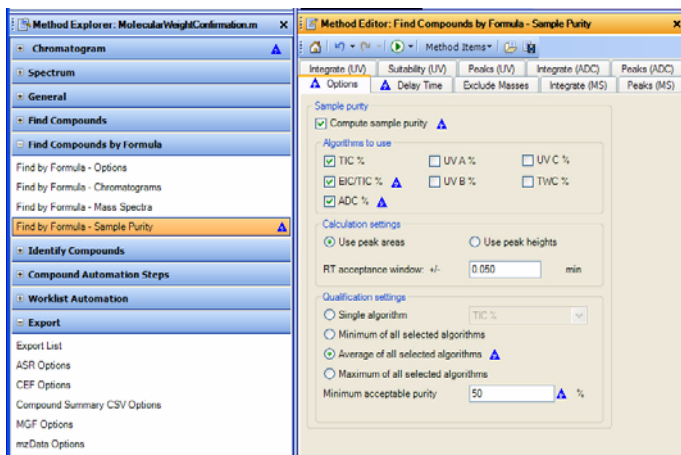 Method Explorer: MolecularWeightConfirmation.m
Chromatogram
Spectrum
General
Find Compounds
Find Compounds by Formula
Find by Formula - Options
Find by Formula - Chromatograms
Find by Formula - Mass Spectra
Find by Formula - Sample Purity
Identify Compounds
Compound Automation Steps
Worklist Automation
Export
Export List
ASR Options
CEF Options
Compound Summary CSV Options
MGF Options
mzData Options
Method Editor: Find Compounds by Formula - Sample Purity
Method Items
Integrate (UV) Suitability (UV) Peaks (UV) Integrate (ADC) Peaks (ADC)
Options Delay Time Exclude Masses Integrate (MS) Peaks (MS)
Sample purity
Compute sample purity
Algorithms to use
TIC % UV A % UV C %
EIC/TIC % UV B % TWC %
ADC %
Calculation settings
Use peak areas Use peak heights
RT acceptance window: +/- 0.050 min
Qualification settings
Single algorithm TIC %
Minimum of all selected algorithms
Average of all selected algorithms
Maximum of all selected algorithms
Minimum acceptable purity 50 %